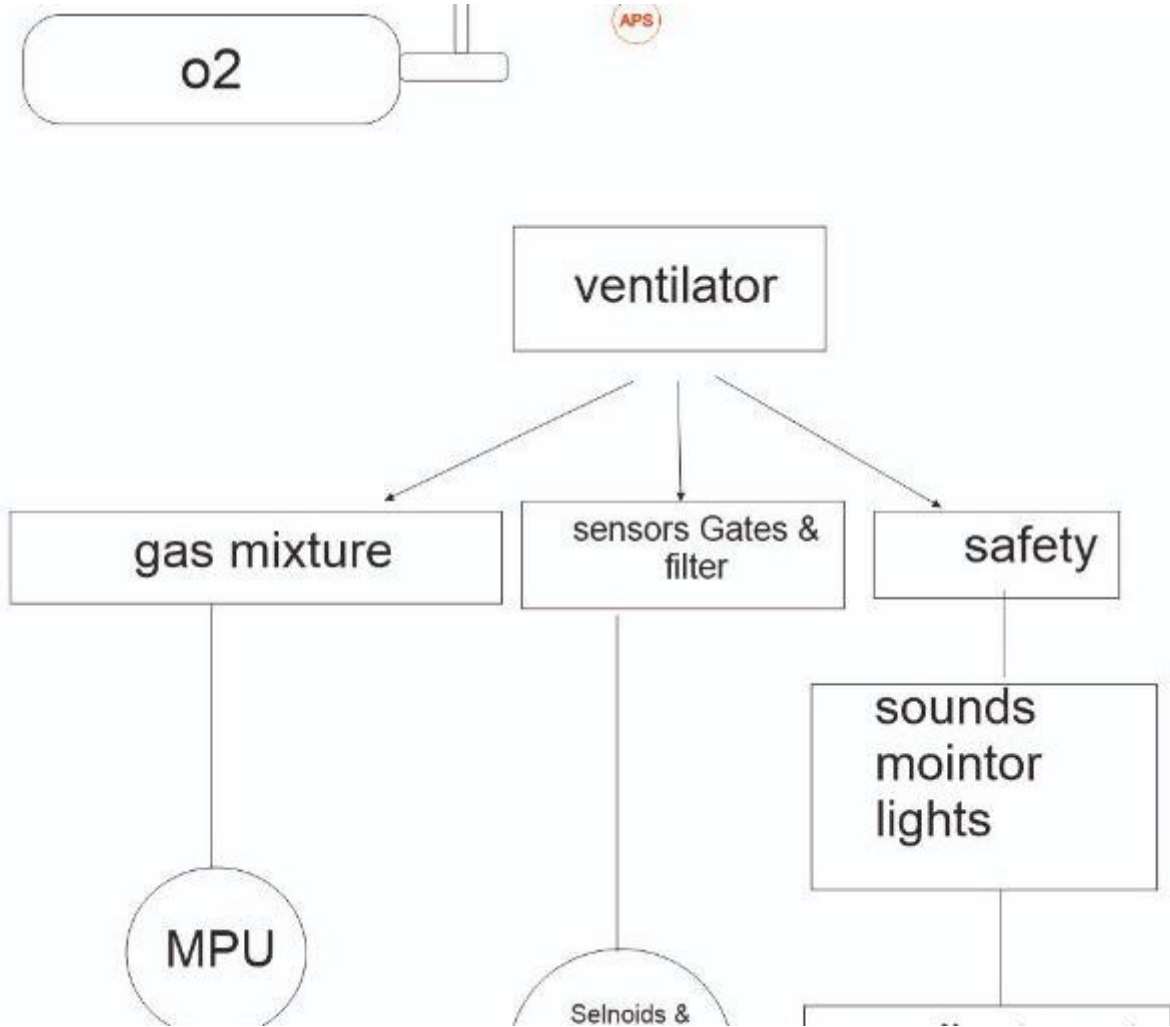 o2
APS
ventilator
gas mixture
sensors Gates &
filter
safety
sounds
mointor
lights
MPU
Selnoids &